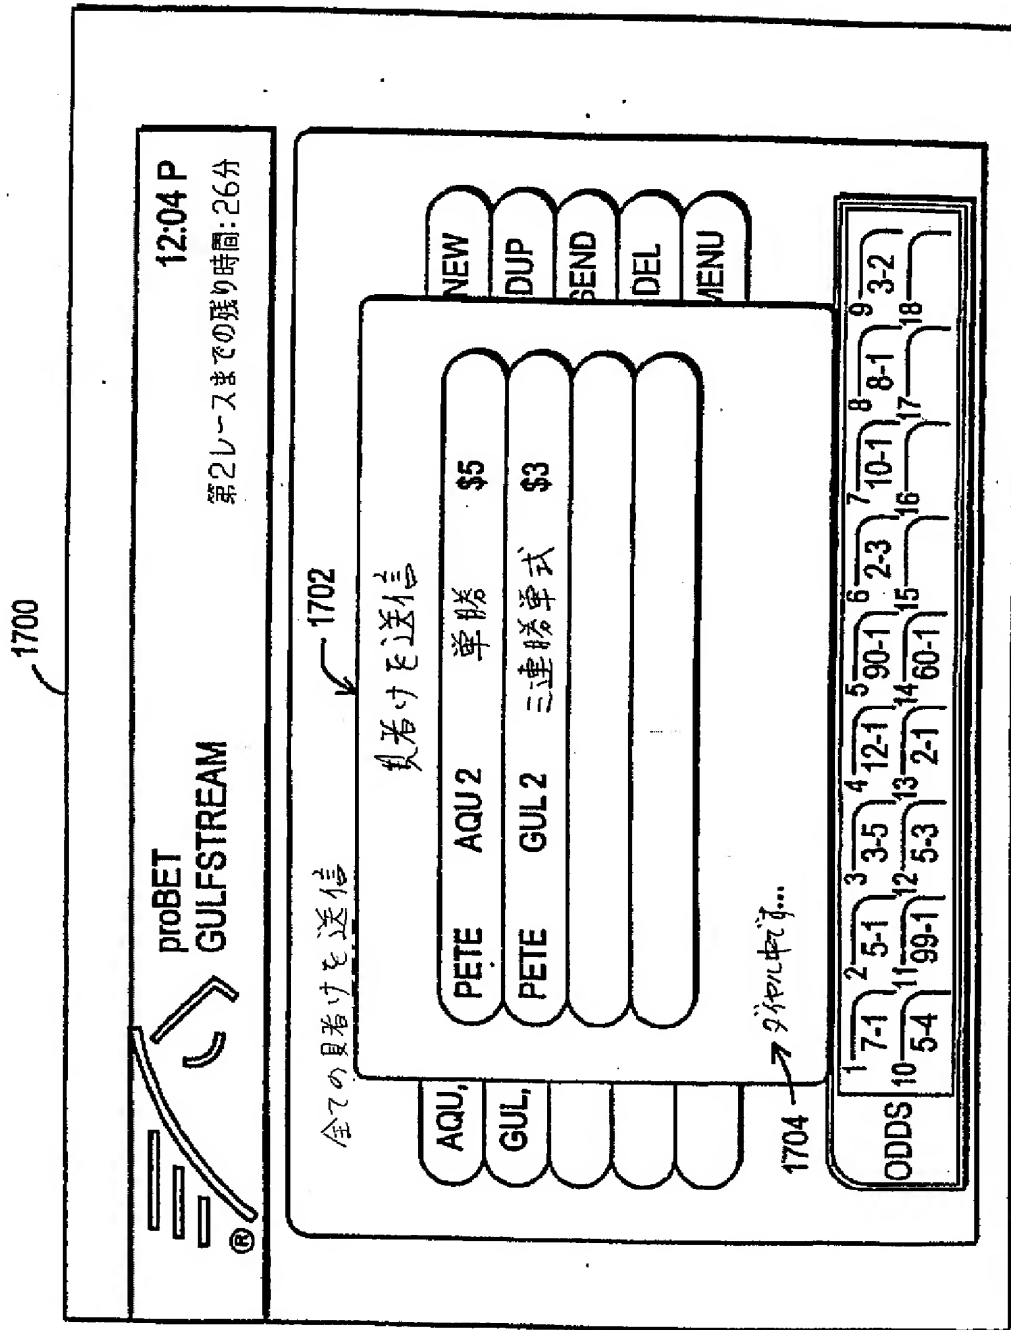 1700
proBET
GULFSTREAM
12:04 P
第2レースまでの残り時間:26分
®
全ての賭けを送信
1702
賭けを送信
PETE AQU 2 単勝 $5
PETE GUL 2 三連勝単式 $3
AQU,
GUL,
NEW
DUP
SEND
DEL
MENU
1704
ダイヤル中です...
ODDS
1 7-1 2 5-1 3 3-5 4 12-1 5 90-1 6 2-3 7 10-1 8 8-1 9 3-2
10 5-4 11 99-1 12 5-3 13 2-1 14 60-1 15 16 17 18